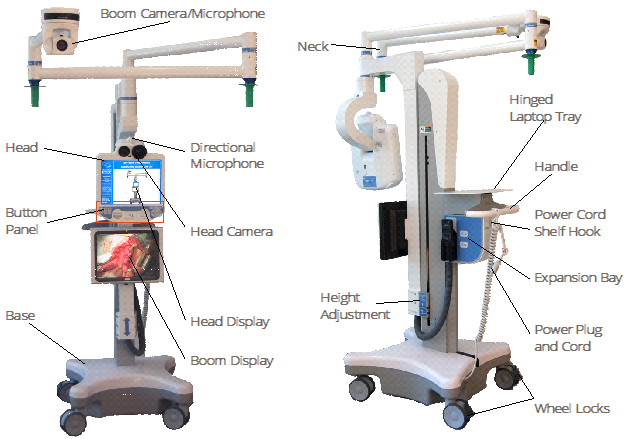 Boom Camera/Microphone
Head
Directional
Microphone
Button
Panel
Head Camera
Base
Head Display
Boom Display
Neck
Hinged
Laptop Tray
Handle
Power Cord
Shelf Hook
Expansion Bay
Height
Adjustment
Power Plug
and Cord
Wheel Locks